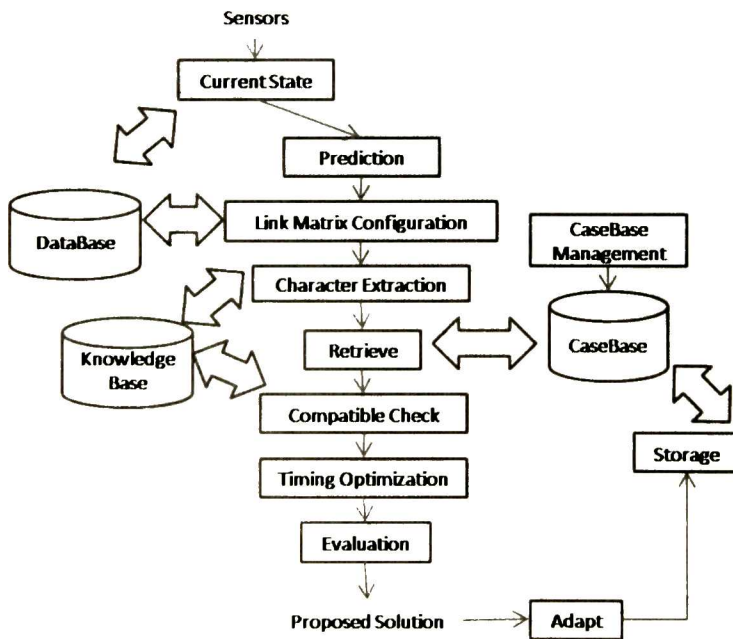 Sensors
Current State
Prediction
DataBase
Link Matrix Configuration
CaseBase
Management
Character Extraction
Knowledge
Base
Retrieve
CaseBase
Compatible Check
Storage
Timing Optimization
Evaluation
Proposed Solution
Adapt